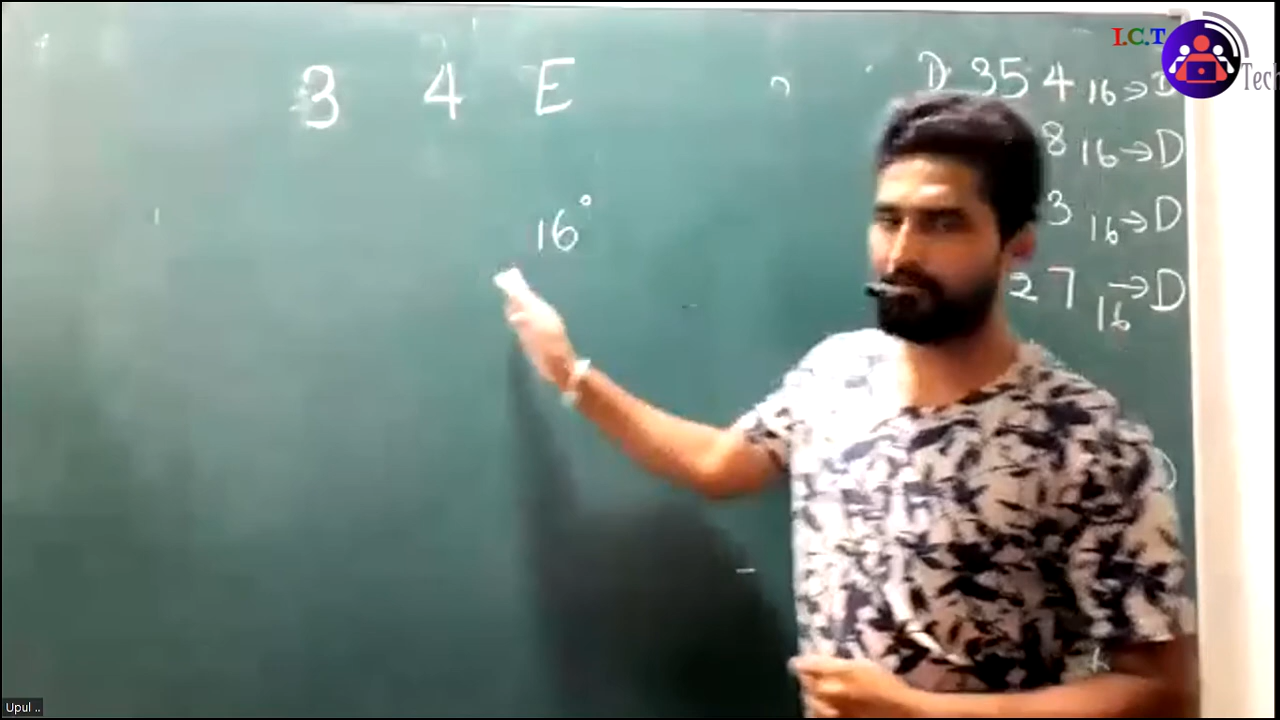 3 4 E
16°
D 354 16→D
8 16→D
3 16→D
27 16→D
I.C.T
Tech
Upul ..